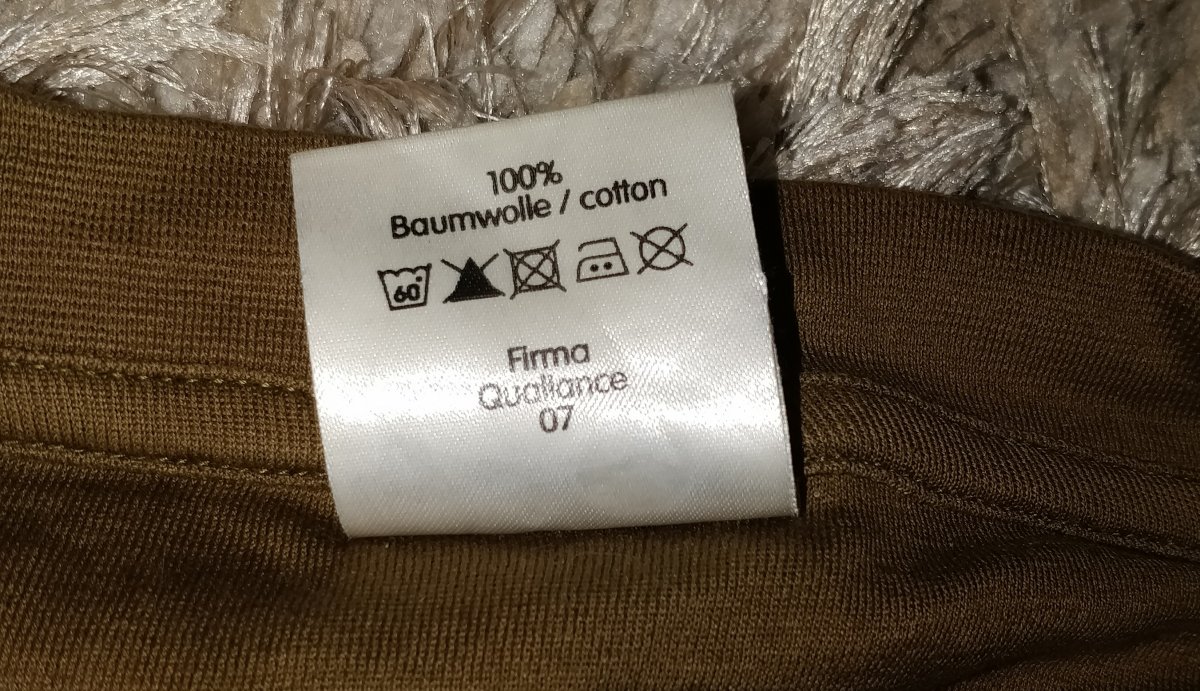 100%
Baumwolle / cotton
60°
Firma
Qualiance
07